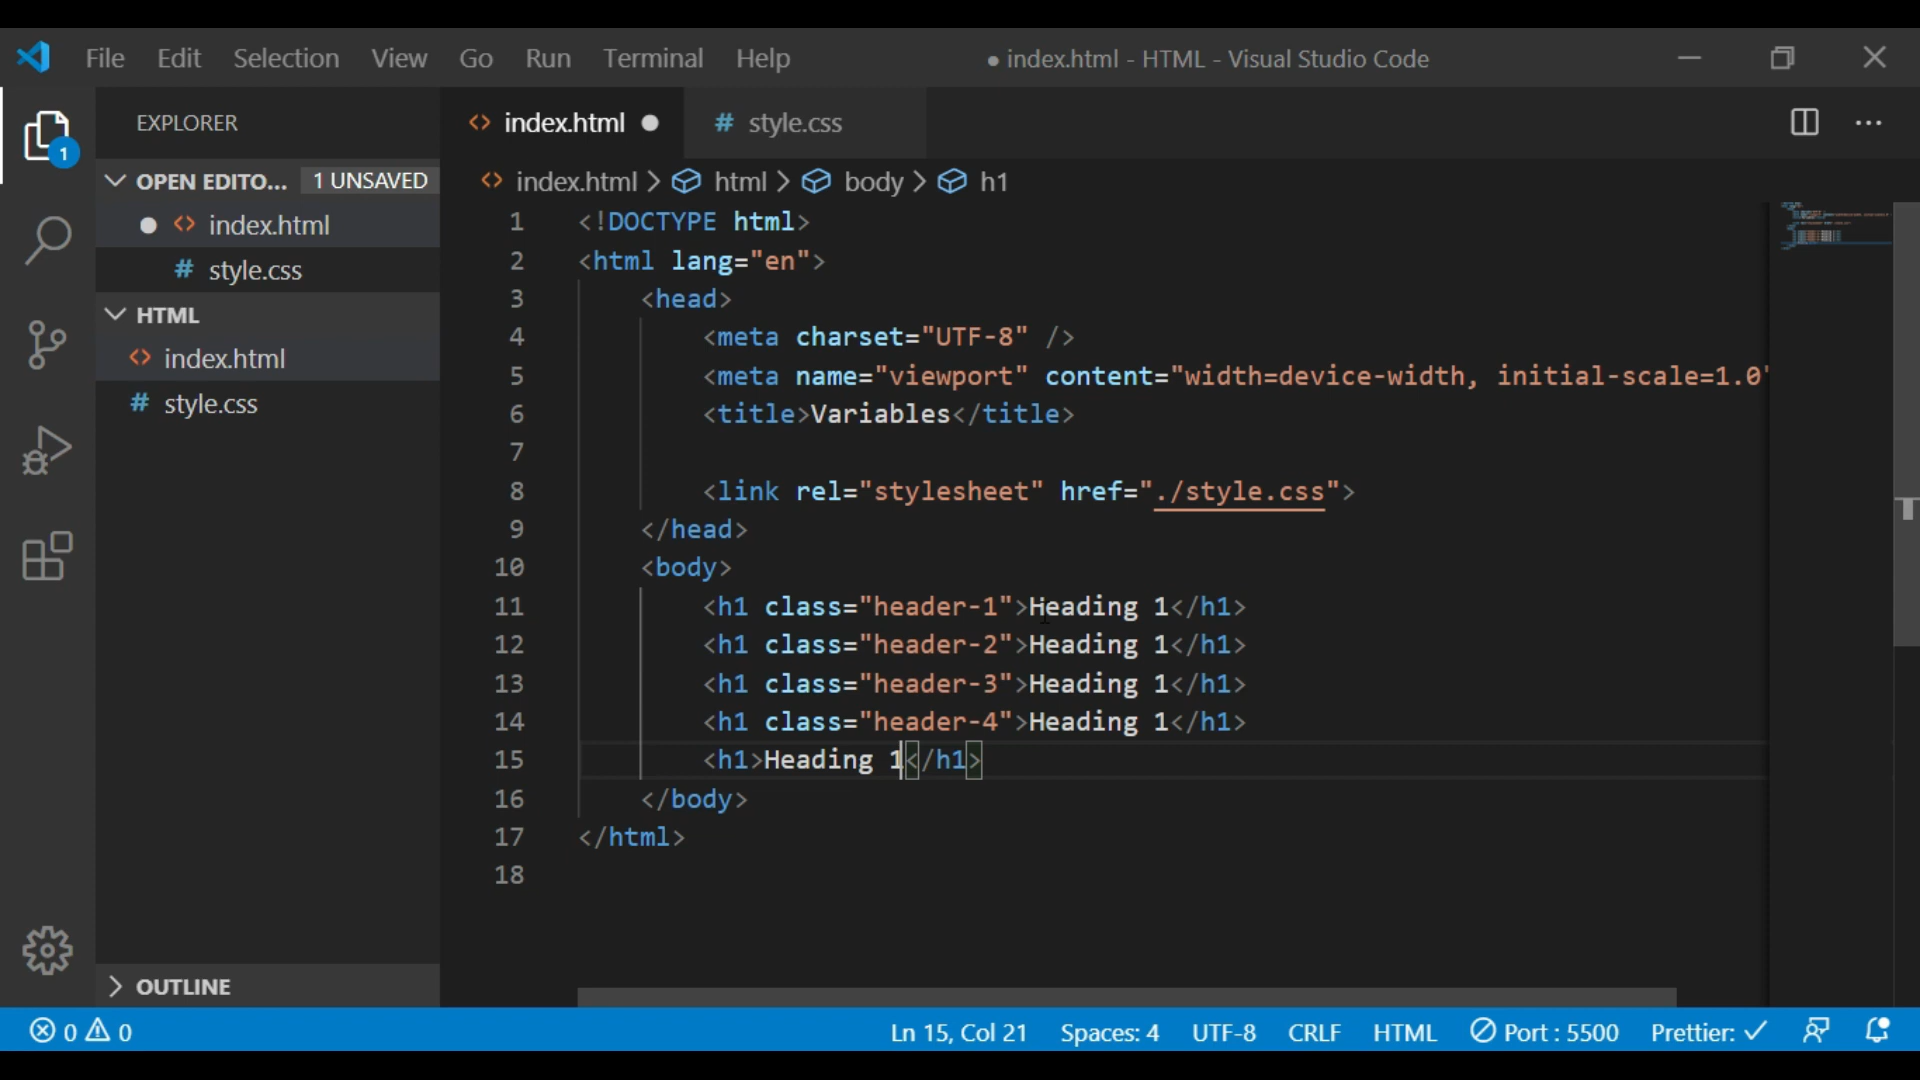 File Edit Selection View Go Run Terminal Help ● index.html - HTML - Visual Studio Code
EXPLORER
1
OPEN EDITO... 1 UNSAVED
index.html
style.css
HTML
index.html
style.css
OUTLINE
index.html ● # style.css
index.html > html > body > h1
1 <!DOCTYPE html>
2 <html lang="en">
3 <head>
4 <meta charset="UTF-8" />
5 <meta name="viewport" content="width=device-width, initial-scale=1.0"
6 <title>Variables</title>
7
8 <link rel="stylesheet" href="./style.css">
9 </head>
10 <body>
11 <h1 class="header-1">Heading 1</h1>
12 <h1 class="header-2">Heading 1</h1>
13 <h1 class="header-3">Heading 1</h1>
14 <h1 class="header-4">Heading 1</h1>
15 <h1>Heading 1</h1>
16 </body>
17 </html>
18
0 0 Ln 15, Col 21 Spaces: 4 UTF-8 CRLF HTML Port : 5500 Prettier: ✓